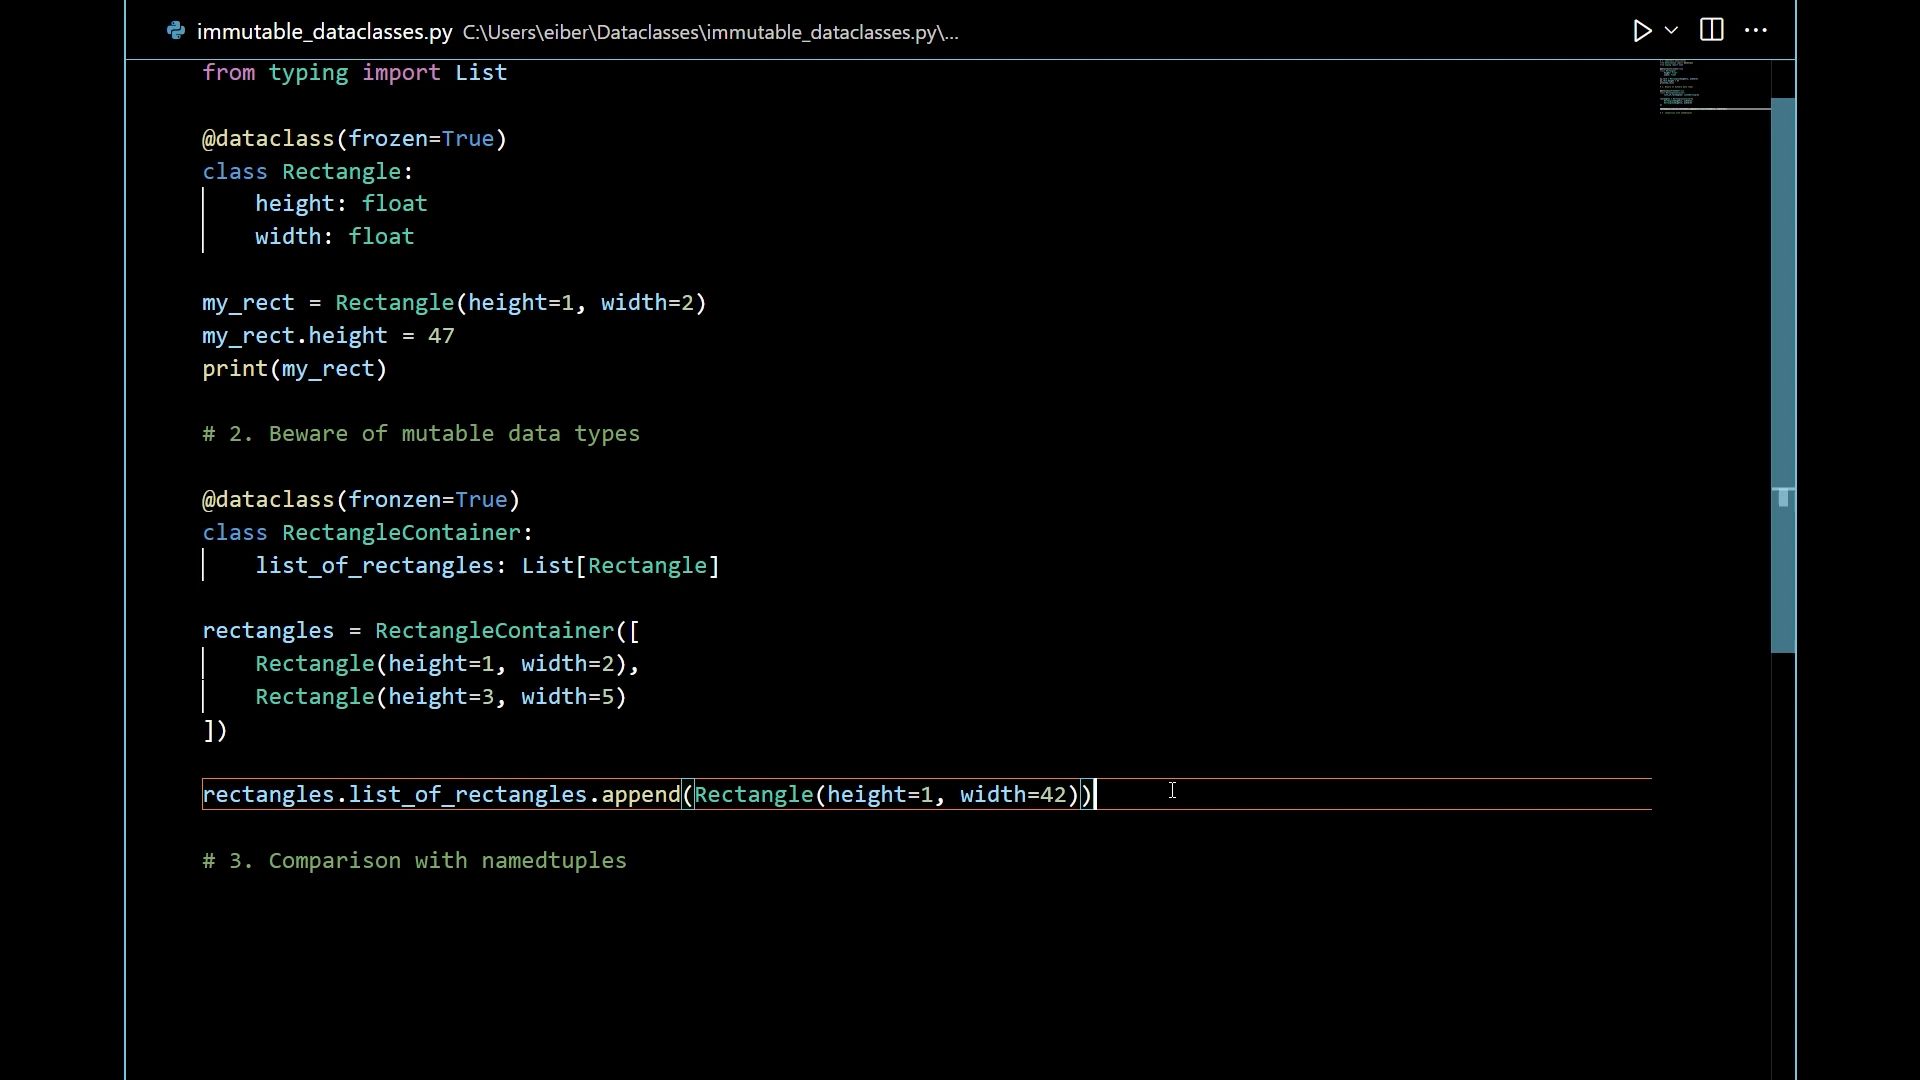 immutable_dataclasses.py C:\Users\eiber\Dataclasses\immutable_dataclasses.py\...
from typing import List
@dataclass(frozen=True)
class Rectangle:
    height: float
    width: float
my_rect = Rectangle(height=1, width=2)
my_rect.height = 47
print(my_rect)
# 2. Beware of mutable data types
@dataclass(fronzen=True)
class RectangleContainer:
    list_of_rectangles: List[Rectangle]
rectangles = RectangleContainer([
    Rectangle(height=1, width=2),
    Rectangle(height=3, width=5)
])
rectangles.list_of_rectangles.append(Rectangle(height=1, width=42))
# 3. Comparison with namedtuples